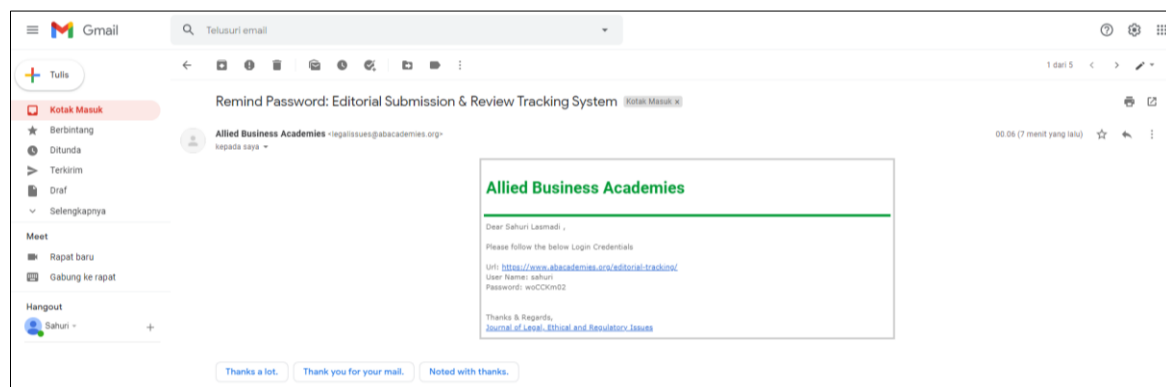 Gmail
Telusuri email
Tulis
1 dari 5
Kotak Masuk
Berbintang
Ditunda
Terkirim
Draf
Selengkapnya
Meet
Rapat baru
Gabung ke rapat
Hangout
Sahuri
Remind Password: Editorial Submission & Review Tracking System Kotak Masuk x
Allied Business Academies <legalissues@abacademies.org>
00.06 (7 menit yang lalu)
kepada saya
Allied Business Academies
Dear Sahuri Lasmadi ,
Please follow the below Login Credentials
Url: https://www.abacademies.org/editorial-tracking/
User Name: sahuri
Password: woCCKm02
Thanks & Regards,
Journal of Legal, Ethical and Regulatory Issues
Thanks a lot.
Thank you for your mail.
Noted with thanks.